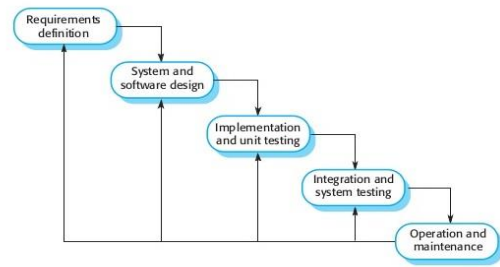 Requirements
definition
System and
software design
Implementation
and unit testing
Integration and
system testing
Operation and
maintenance